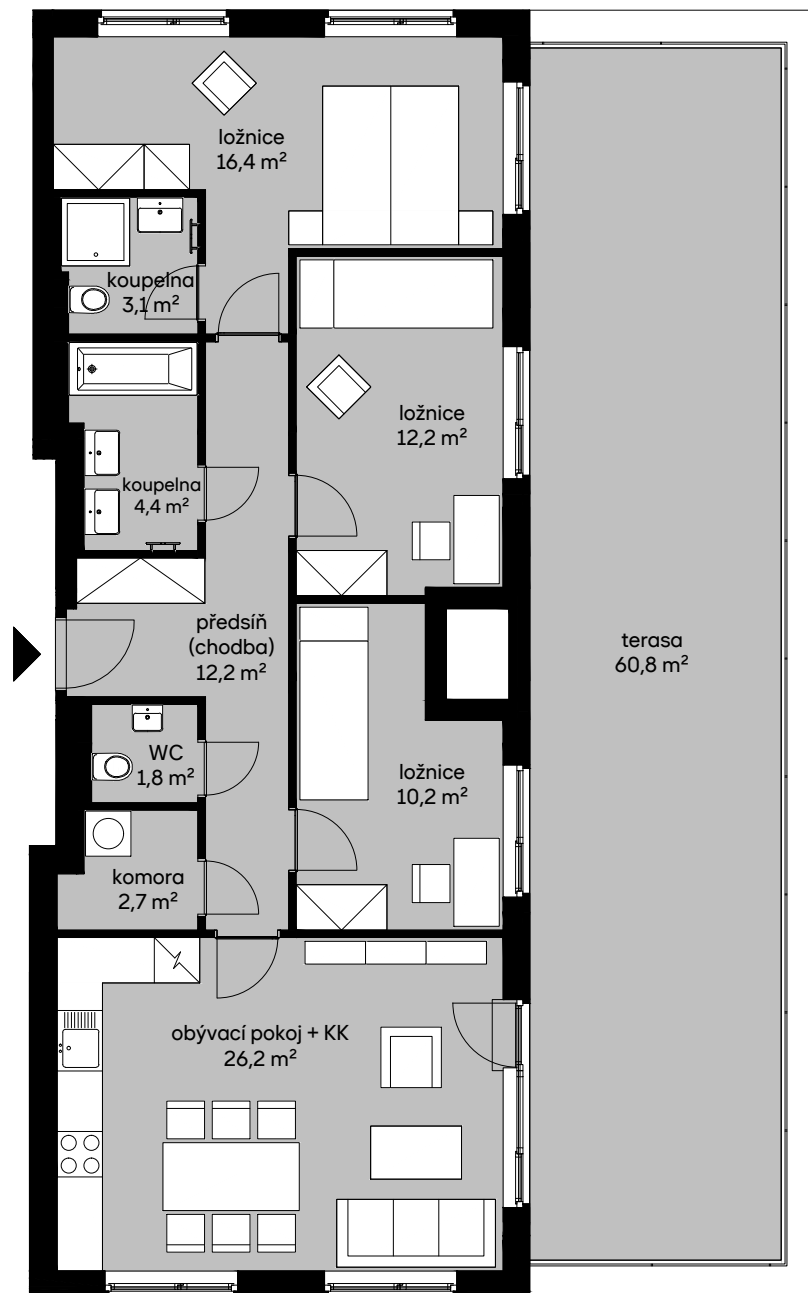 ložnice
16,4 m²
koupelna
3,1 m²
ložnice
12,2 m²
koupelna
4,4 m²
předsíň
(chodba)
12,2 m²
terasa
60,8 m²
WC
1,8 m²
ložnice
10,2 m²
komora
2,7 m²
obývací pokoj + KK
26,2 m²